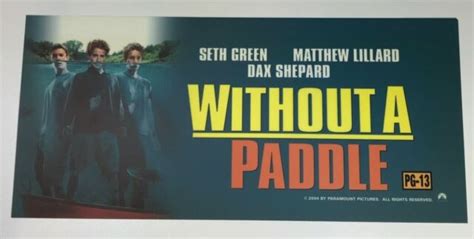 SETH GREEN MATTHEW LILLARD
DAX SHEPARD
WITHOUT A
PADDLE
PG-13
© 2004 BY PARAMOUNT PICTURES. ALL RIGHTS RESERVED.